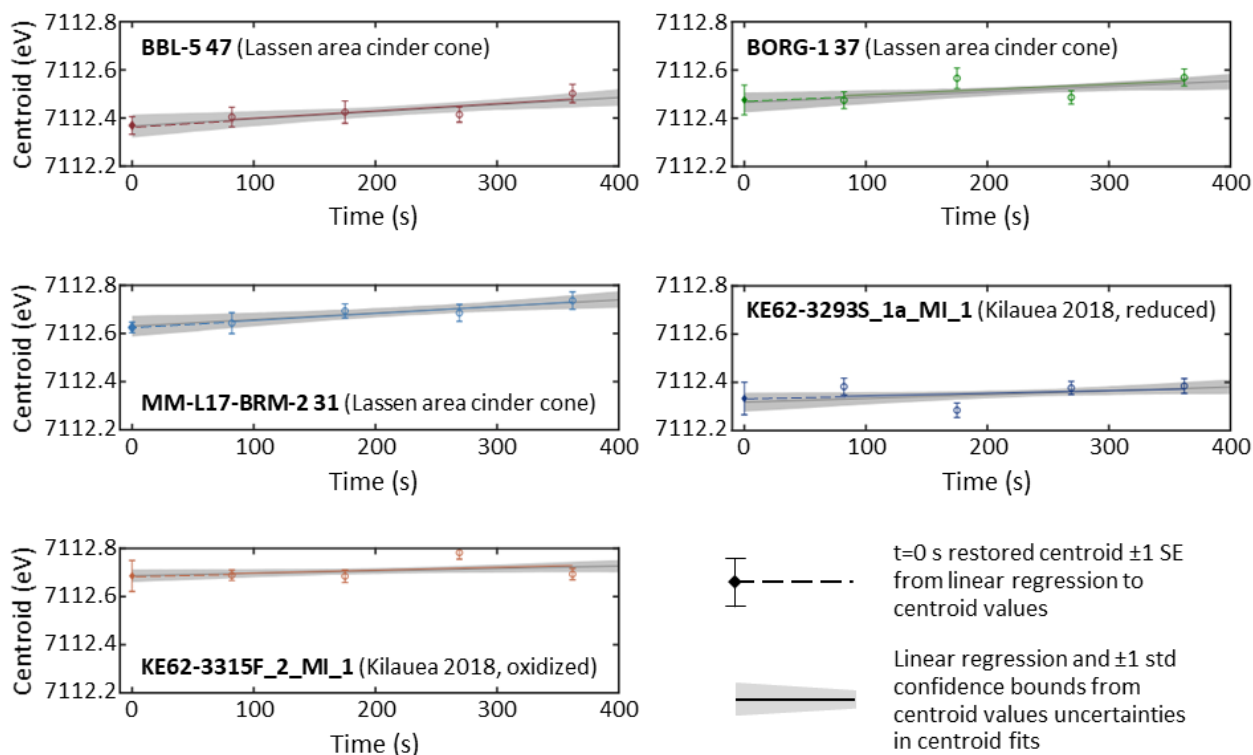 BBL-5 47 (Lassen area cinder cone)
Centroid (eV)
7112.8
7112.6
7112.4
7112.2
0 100 200 300 400
Time (s)
BORG-1 37 (Lassen area cinder cone)
Centroid (eV)
7112.8
7112.6
7112.4
7112.2
0 100 200 300 400
Time (s)
Centroid (eV)
7112.8
7112.6
7112.4
7112.2
MM-L17-BRM-2 31 (Lassen area cinder cone)
0 100 200 300 400
Time (s)
Centroid (eV)
7112.8
7112.6
7112.4
7112.2
KE62-3293S_1a_MI_1 (Kilauea 2018, reduced)
0 100 200 300 400
Time (s)
Centroid (eV)
7112.8
7112.6
7112.4
7112.2
KE62-3315F_2_MI_1 (Kilauea 2018, oxidized)
0 100 200 300 400
Time (s)
t=0 s restored centroid ±1 SE
from linear regression to
centroid values
Linear regression and ±1 std
confidence bounds from
centroid values uncertainties
in centroid fits